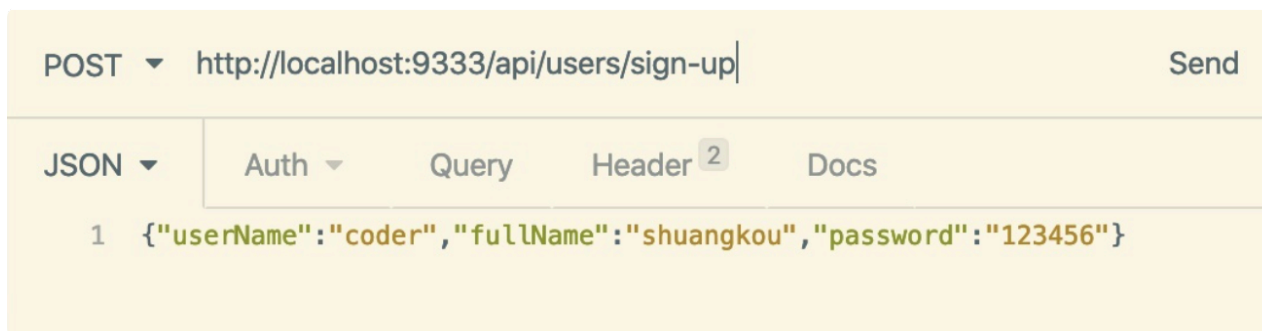 POST http://localhost:9333/api/users/sign-up Send
JSON Auth Query Header 2 Docs
1 {"userName":"coder","fullName":"shuangkou","password":"123456"}